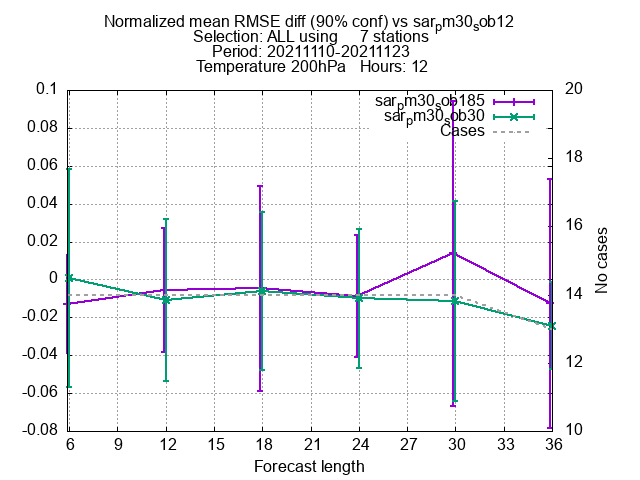 Normalized mean RMSE diff (90% conf) vs sarpm30sob12
Selection: ALL using 7 stations
Period: 20211110-20211123
Temperature 200hPa Hours: 12
0.1
0.08
0.06
0.04
0.02
0
-0.02
-0.04
-0.06
-0.08
sarpm30sob185
sarpm30sob30
Cases
20
18
16
14
12
10
No cases
6 9 12 15 18 21 24 27 30 33 36
Forecast length